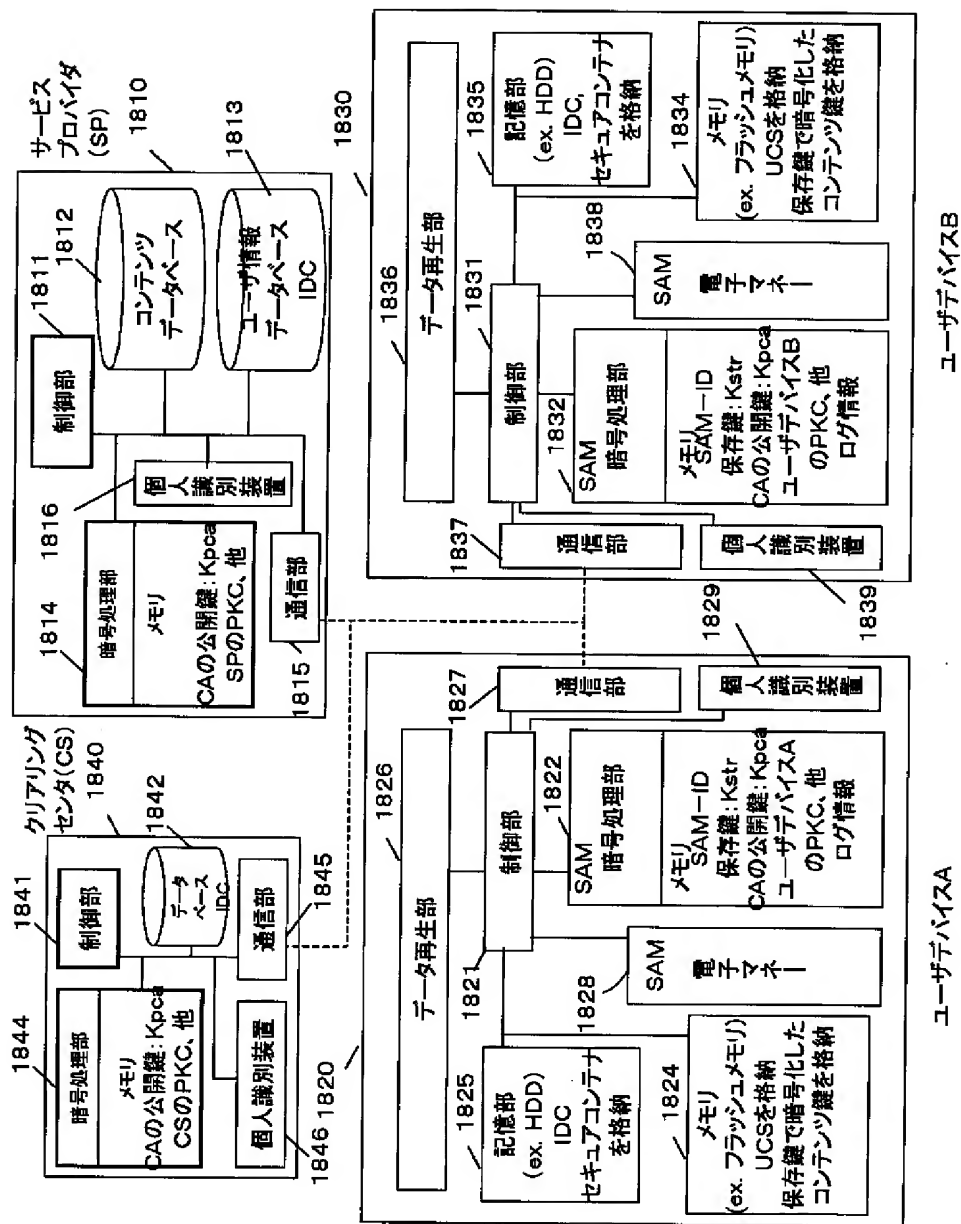 クリアリング
センタ(CS)
1840
1841
制御部
1842
データ
ベース
IDC
1844
暗号処理部
メモリ
CAの公開鍵:Kpca
CSのPKC、他
1845
通信部
個人識別装置
1846
サービス
プロバイダ
(SP)
1810
1811
制御部
1812
コンテンツ
データベース
1813
ユーザ情報
データベース
IDC
1814
暗号処理部
メモリ
CAの公開鍵:Kpca
SPのPKC、他
1816
個人識別装置
1815
通信部
1820
1826
データ再生部
1821
制御部
1827
通信部
1829
個人識別装置
1822
SAM
暗号処理部
メモリ
SAM-ID
保存鍵:Kstr
CAの公開鍵:Kpca
ユーザデバイスA
のPKC、他
ログ情報
1828
SAM
電子マネー
1825
記憶部
(ex. HDD)
IDC
セキュアコンテナ
を格納
1824
メモリ
(ex. フラッシュメモリ)
UCSを格納
保存鍵で暗号化した
コンテンツ鍵を格納
ユーザデバイスA
1830
1836
データ再生部
1831
制御部
1837
通信部
1839
個人識別装置
1832
SAM
暗号処理部
メモリ
SAM-ID
保存鍵:Kstr
CAの公開鍵:Kpca
ユーザデバイスB
のPKC、他
ログ情報
1838
SAM
電子マネー
1835
記憶部
(ex. HDD)
IDC,
セキュアコンテナ
を格納
1834
メモリ
(ex. フラッシュメモリ)
UCSを格納
保存鍵で暗号化した
コンテンツ鍵を格納
ユーザデバイスB